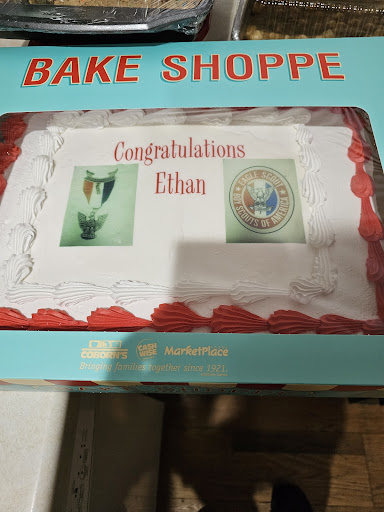 BAKE SHOPPE
Congratulations
Ethan
EAGLE SCOUT
BOY SCOUTS OF AMERICA
COBORN'S CASH WISE MarketPlace
Bringing families together since 1921.